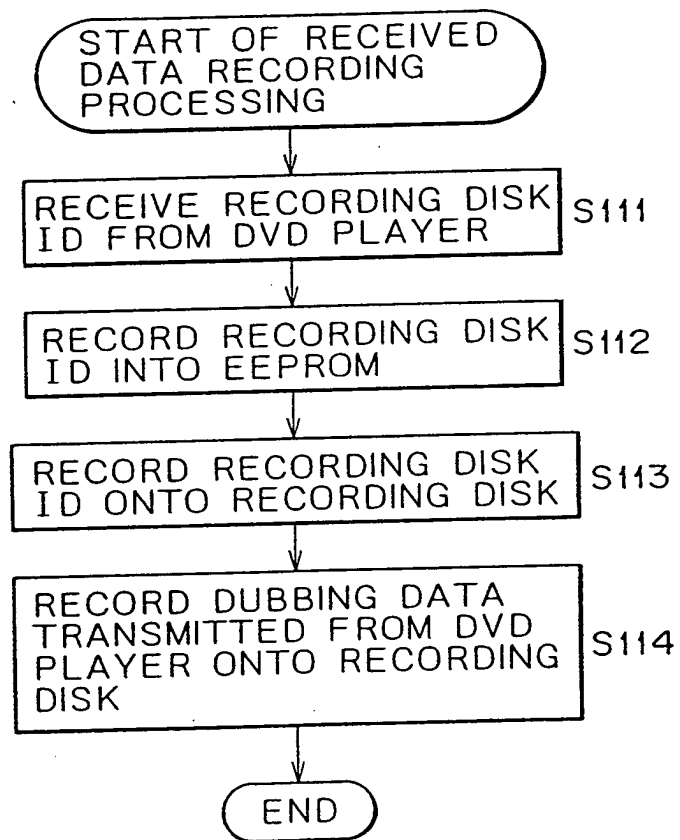 START OF RECEIVED
DATA RECORDING
PROCESSING
RECEIVE RECORDING DISK
ID FROM DVD PLAYER
S111
RECORD RECORDING DISK
ID INTO EEPROM
S112
RECORD RECORDING DISK
ID ONTO RECORDING DISK
S113
RECORD DUBBING DATA
TRANSMITTED FROM DVD
PLAYER ONTO RECORDING
DISK
S114
END